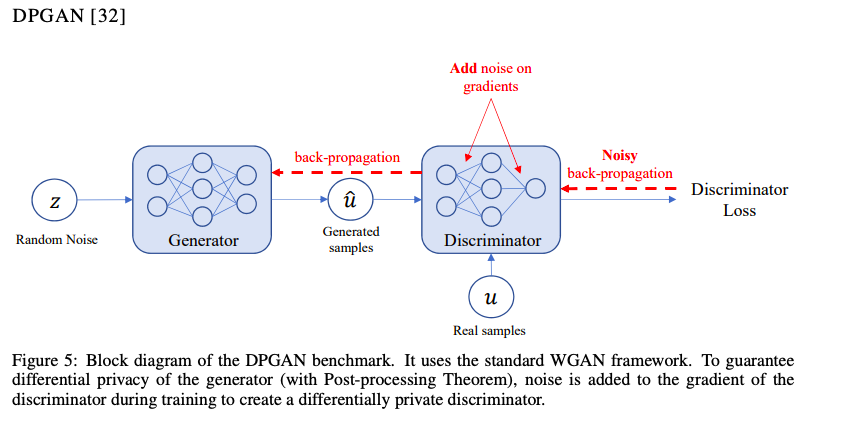 DPGAN [32]
Add noise on
gradients
back-propagation
Noisy
back-propagation
z
û
u
Random Noise
Generator
Generated
samples
Discriminator
Discriminator
Loss
Real samples
Figure 5: Block diagram of the DPGAN benchmark. It uses the standard WGAN framework. To guarantee
differential privacy of the generator (with Post-processing Theorem), noise is added to the gradient of the
discriminator during training to create a differentially private discriminator.